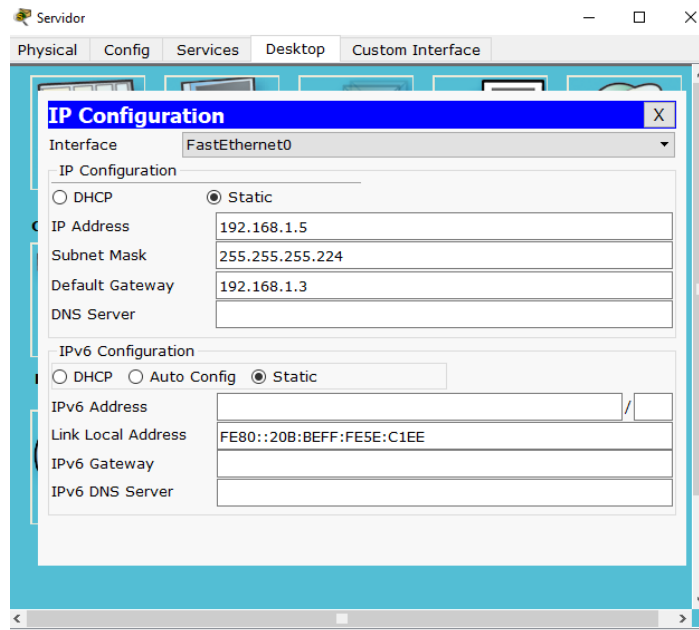 Servidor
Physical Config Services Desktop Custom Interface
IP Configuration X
Interface FastEthernet0
IP Configuration
DHCP Static
IP Address 192.168.1.5
Subnet Mask 255.255.255.224
Default Gateway 192.168.1.3
DNS Server
IPv6 Configuration
DHCP Auto Config Static
IPv6 Address /
Link Local Address FE80::20B:BEFF:FE5E:C1EE
IPv6 Gateway
IPv6 DNS Server